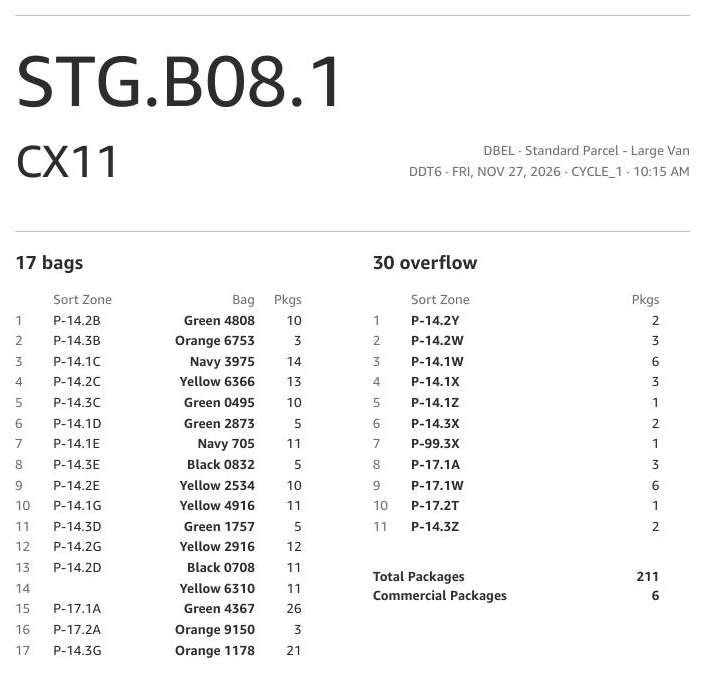 STG.B08.1
CX11
DBEL · Standard Parcel - Large Van
DDT6 · FRI, NOV 27, 2026 · CYCLE_1 · 10:15 AM
17 bags
Sort Zone Bag Pkgs
1 P-14.2B Green 4808 10
2 P-14.3B Orange 6753 3
3 P-14.1C Navy 3975 14
4 P-14.2C Yellow 6366 13
5 P-14.3C Green 0495 10
6 P-14.1D Green 2873 5
7 P-14.1E Navy 705 11
8 P-14.3E Black 0832 5
9 P-14.2E Yellow 2534 10
10 P-14.1G Yellow 4916 11
11 P-14.3D Green 1757 5
12 P-14.2G Yellow 2916 12
13 P-14.2D Black 0708 11
14 Yellow 6310 11
15 P-17.1A Green 4367 26
16 P-17.2A Orange 9150 3
17 P-14.3G Orange 1178 21
30 overflow
Sort Zone Pkgs
1 P-14.2Y 2
2 P-14.2W 3
3 P-14.1W 6
4 P-14.1X 3
5 P-14.1Z 1
6 P-14.3X 2
7 P-99.3X 1
8 P-17.1A 3
9 P-17.1W 6
10 P-17.2T 1
11 P-14.3Z 2
Total Packages 211
Commercial Packages 6